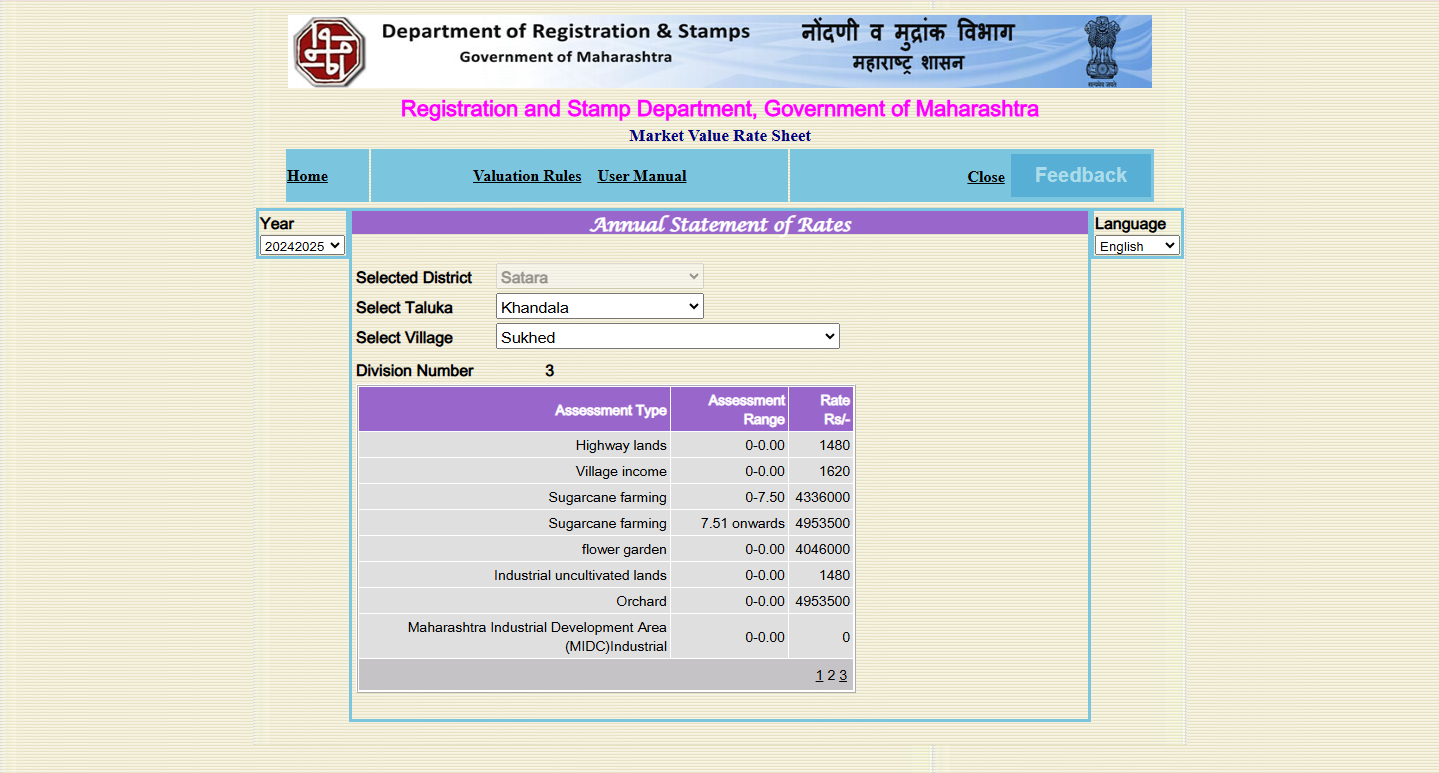 Department of Registration & Stamps
Government of Maharashtra
नोंदणी व मुद्रांक विभाग
महाराष्ट्र शासन
सत्यमेव जयते
Registration and Stamp Department, Government of Maharashtra
Market Value Rate Sheet
Home Valuation Rules User Manual Close Feedback
Year
20242025
Annual Statement of Rates
Language
English
Selected District Satara
Select Taluka Khandala
Select Village Sukhed
Division Number 3
Assessment Type Assessment Range Rate Rs/-
Highway lands 0-0.00 1480
Village income 0-0.00 1620
Sugarcane farming 0-7.50 4336000
Sugarcane farming 7.51 onwards 4953500
flower garden 0-0.00 4046000
Industrial uncultivated lands 0-0.00 1480
Orchard 0-0.00 4953500
Maharashtra Industrial Development Area
(MIDC)Industrial 0-0.00 0
1 2 3